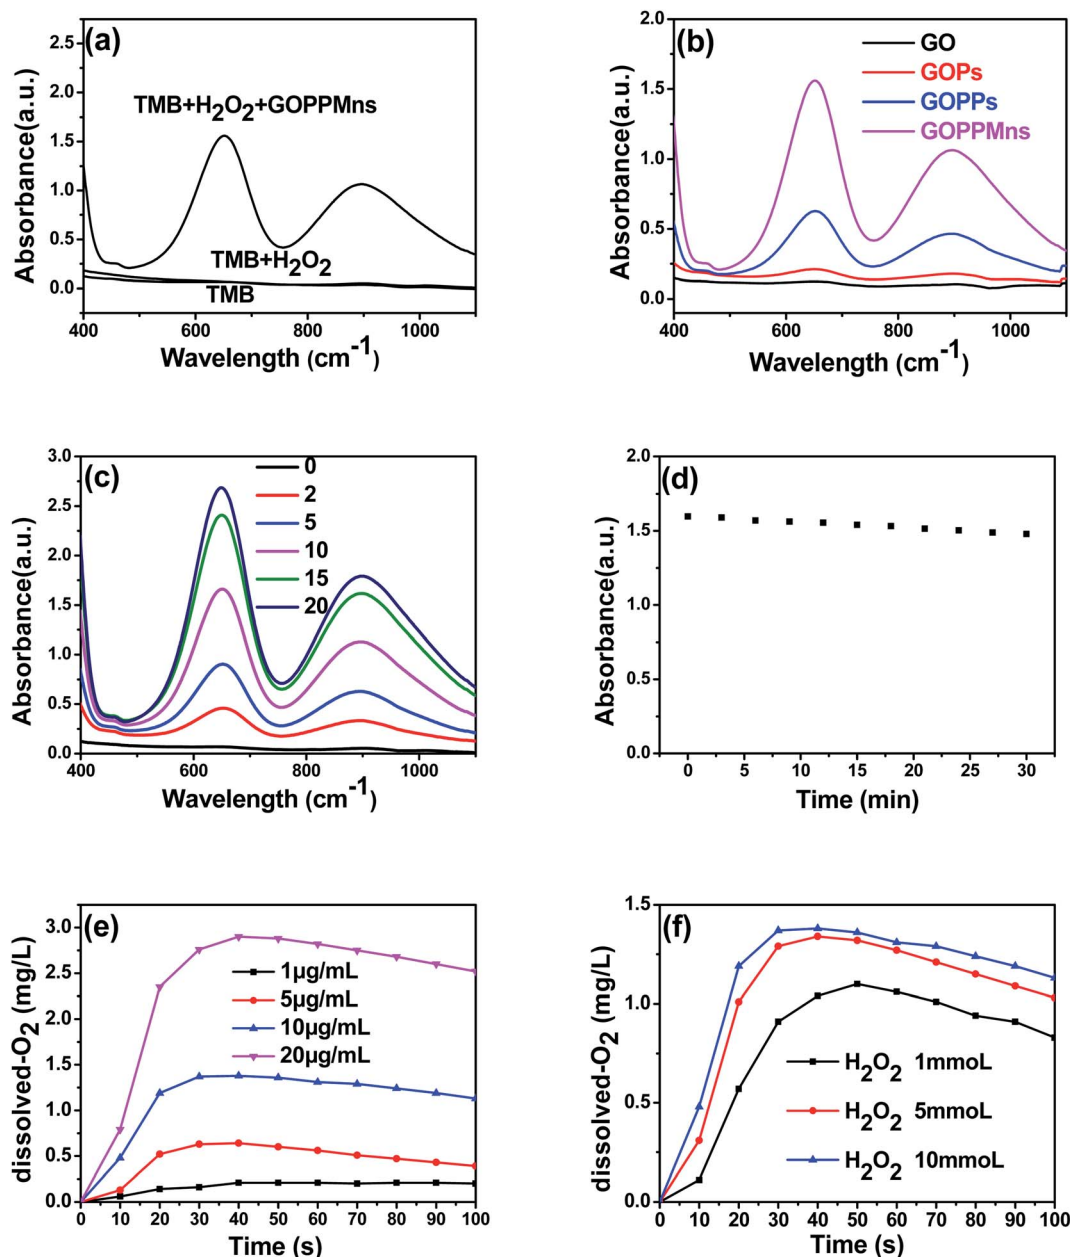 (a)
2.5
2.0
1.5
1.0
0.5
0.0
Absorbance(a.u.)
TMB+H2O2+GOPPMns
TMB+H2O2
TMB
400 600 800 1000
Wavelength (cm-1)
(b)
2.0
1.5
1.0
0.5
0.0
Absorbance(a.u.)
GO
GOPs
GOPPs
GOPPMns
400 600 800 1000
Wavelength (cm-1)
(c)
3.0
2.5
2.0
1.5
1.0
0.5
0.0
Absorbance(a.u.)
0
2
5
10
15
20
400 600 800 1000
Wavelength (cm-1)
(d)
2.0
1.5
1.0
0.5
0.0
Absorbance(a.u.)
0 5 10 15 20 25 30
Time (min)
(e)
3.0
2.5
2.0
1.5
1.0
0.5
0.0
dissolved-O2 (mg/L)
1μg/mL
5μg/mL
10μg/mL
20μg/mL
0 10 20 30 40 50 60 70 80 90 100
Time (s)
(f)
1.5
1.0
0.5
0.0
dissolved-O2 (mg/L)
H2O2 1mmoL
H2O2 5mmoL
H2O2 10mmoL
0 10 20 30 40 50 60 70 80 90 100
Time (s)